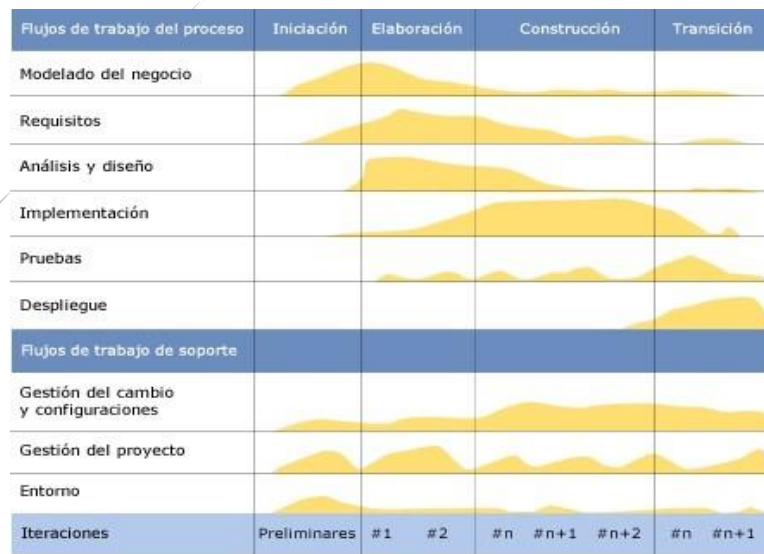 Flujos de trabajo del proceso Iniciación Elaboración Construcción Transición
Modelado del negocio
Requisitos
Análisis y diseño
Implementación
Pruebas
Despliegue
Flujos de trabajo de soporte
Gestión del cambio
y configuraciones
Gestión del proyecto
Entorno
Iteraciones Preliminares #1 #2 #n #n+1 #n+2 #n #n+1